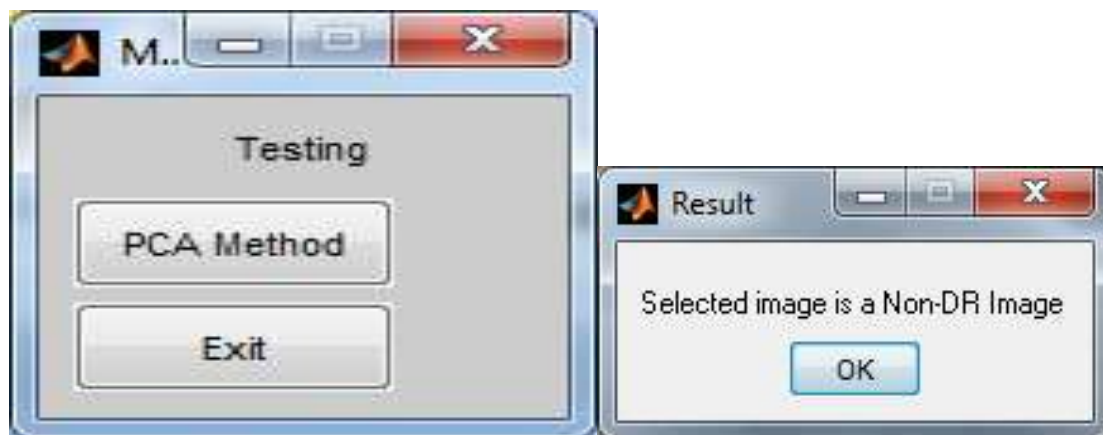 M..
Testing
PCA Method
Exit
Result
Selected image is a Non-DR Image
OK